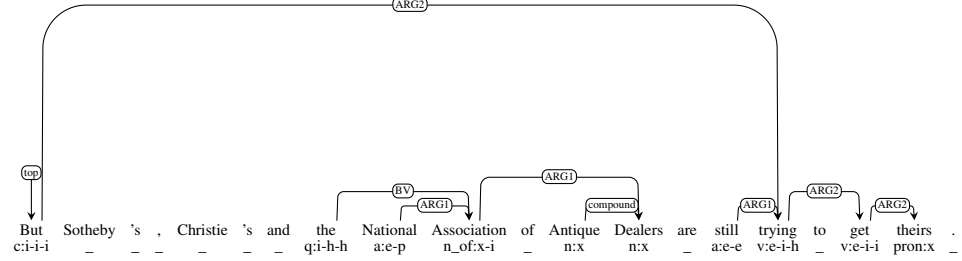 ARG2
top
BV
ARG1
ARG1
compound
ARG1
ARG2
ARG2
But Sotheby 's , Christie 's and the National Association of Antique Dealers are still trying to get theirs .
c:i-i-i _ _ _ _ _ _ q:i-h-h a:e-p n_of:x-i _ n:x n:x _ a:e-e v:e-i-h _ v:e-i-i pron:x _